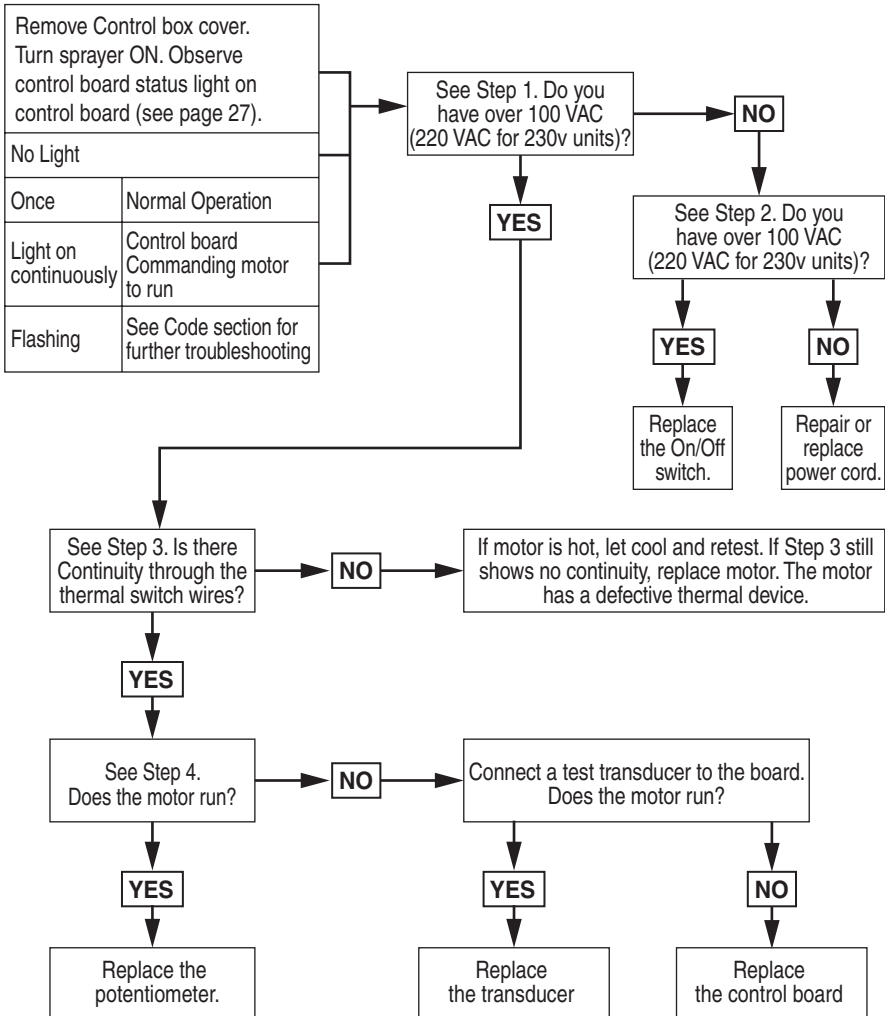 Remove Control box cover.
Turn sprayer ON. Observe
control board status light on
control board (see page 27).
No Light
Once
Normal Operation
Light on
continuously
Control board
Commanding motor
to run
Flashing
See Code section for
further troubleshooting
See Step 1. Do you
have over 100 VAC
(220 VAC for 230v units)?
NO
YES
See Step 2. Do you
have over 100 VAC
(220 VAC for 230v units)?
YES
NO
Replace
the On/Off
switch.
Repair or
replace
power cord.
See Step 3. Is there
Continuity through the
thermal switch wires?
NO
If motor is hot, let cool and retest. If Step 3 still
shows no continuity, replace motor. The motor
has a defective thermal device.
YES
See Step 4.
Does the motor run?
NO
Connect a test transducer to the board.
Does the motor run?
YES
YES
NO
Replace the
potentiometer.
Replace
the transducer
Replace
the control board